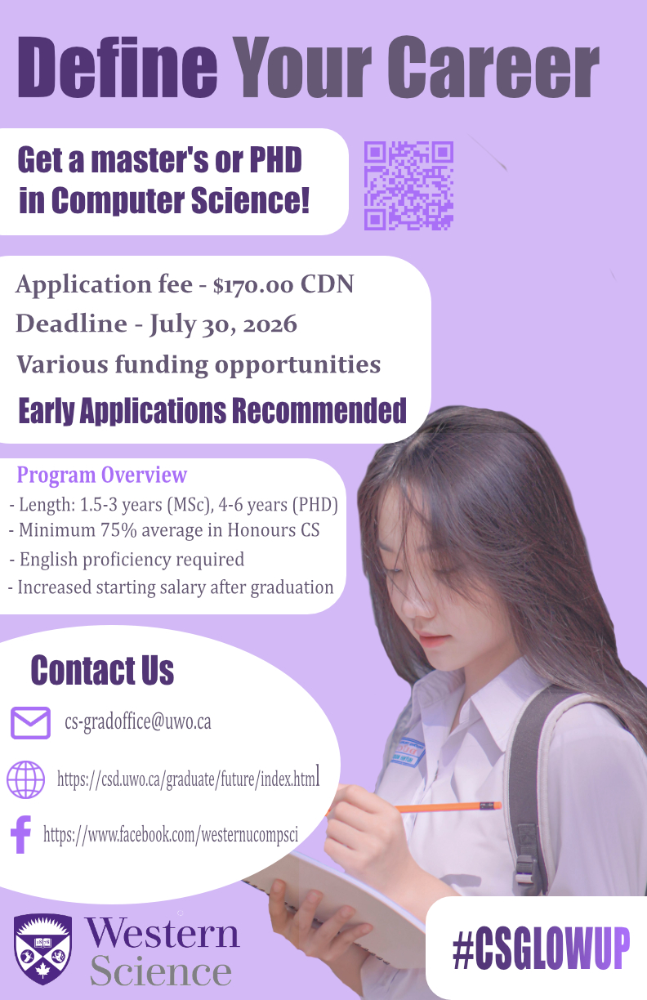 Define Your Career
Get a master's or PHD
in Computer Science!
Application fee - $170.00 CDN
Deadline - July 30, 2026
Various funding opportunities
Early Applications Recommended
Program Overview
- Length: 1.5-3 years (MSc), 4-6 years (PHD)
- Minimum 75% average in Honours CS
- English proficiency required
- Increased starting salary after graduation
Contact Us
cs-gradoffice@uwo.ca
https://csd.uwo.ca/graduate/future/index.html
https://www.facebook.com/westernucompsci
Western
Science
#CSGLOWUP